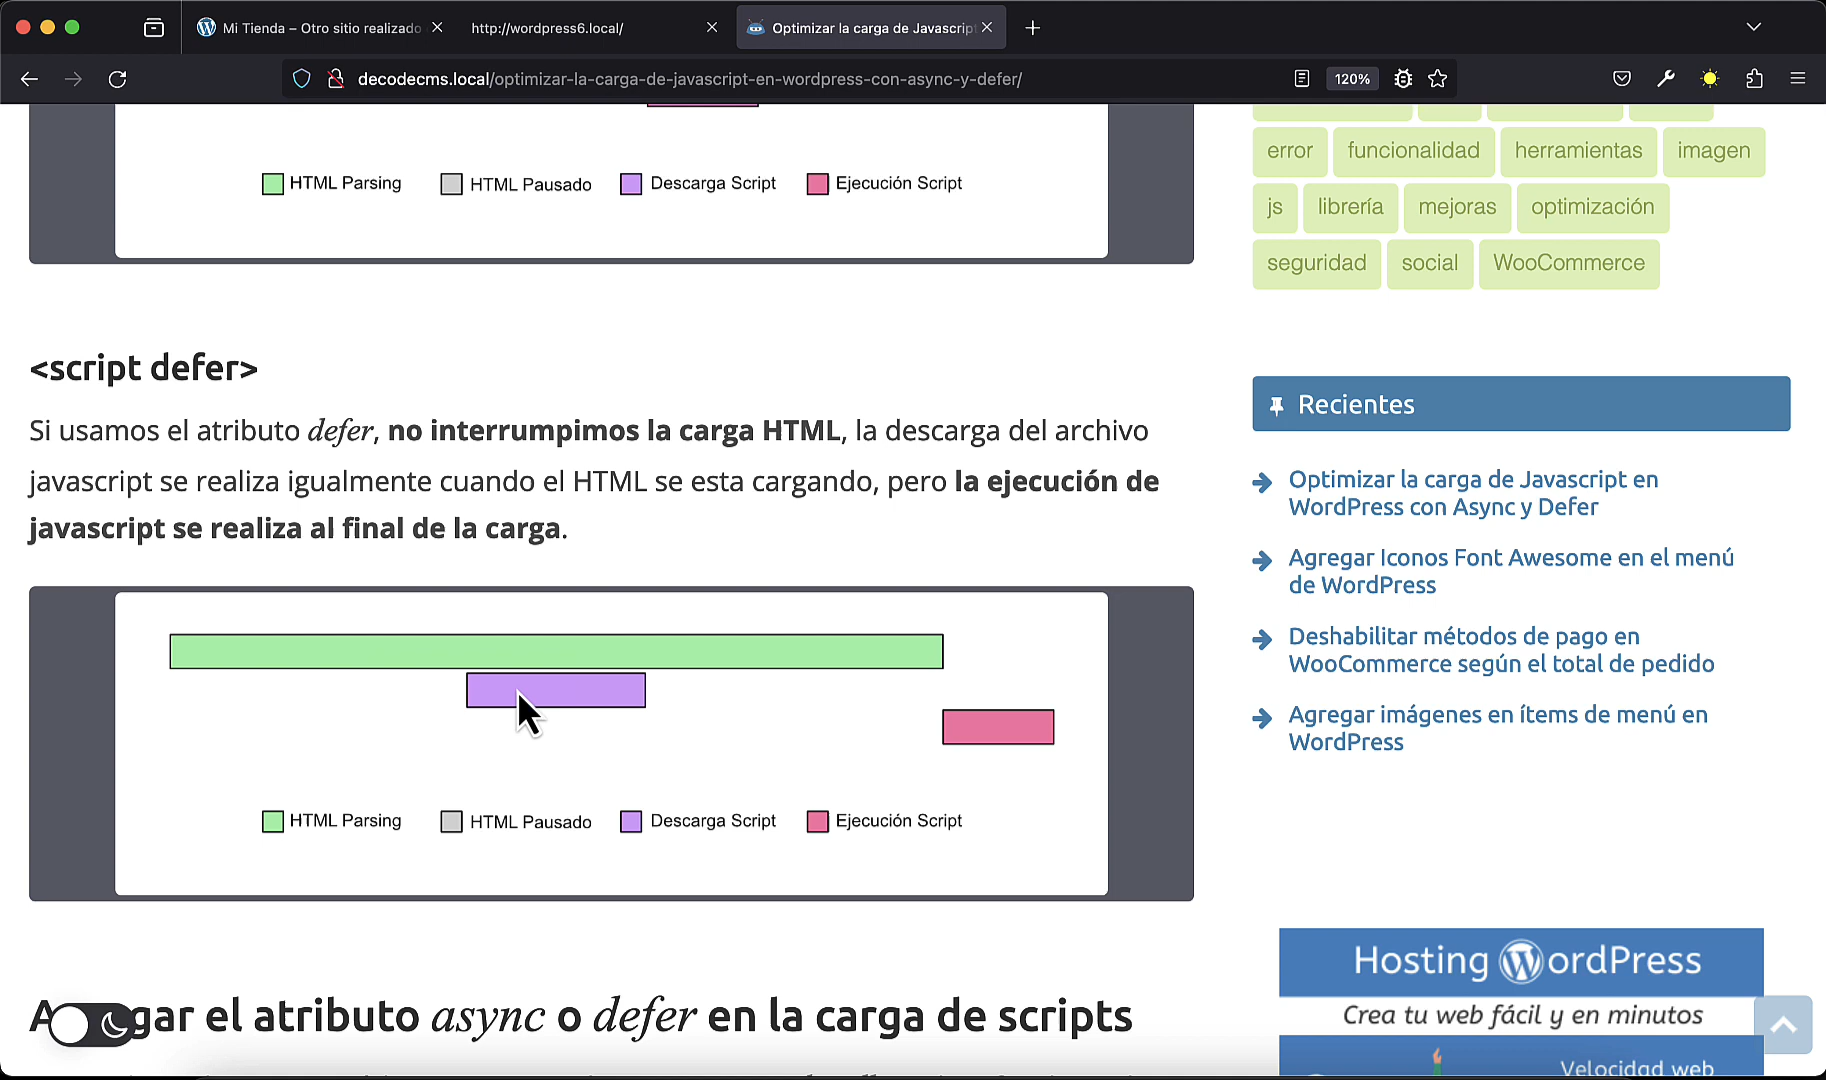 Mi Tienda – Otro sitio realizado
http://wordpress6.local/
Optimizar la carga de Javascript
decodecms.local/optimizar-la-carga-de-javascript-en-wordpress-con-async-y-defer/
120%
HTML Parsing
HTML Pausado
Descarga Script
Ejecución Script
error
funcionalidad
herramientas
imagen
js
librería
mejoras
optimización
seguridad
social
WooCommerce
<script defer>
Si usamos el atributo defer, no interrumpimos la carga HTML, la descarga del archivo
javascript se realiza igualmente cuando el HTML se esta cargando, pero la ejecución de
javascript se realiza al final de la carga.
HTML Parsing
HTML Pausado
Descarga Script
Ejecución Script
Recientes
Optimizar la carga de Javascript en
WordPress con Async y Defer
Agregar Iconos Font Awesome en el menú
de WordPress
Deshabilitar métodos de pago en
WooCommerce según el total de pedido
Agregar imágenes en ítems de menú en
WordPress
el atributo async o defer en la carga de scripts
Hosting WordPress
Crea tu web fácil y en minutos
Velocidad web